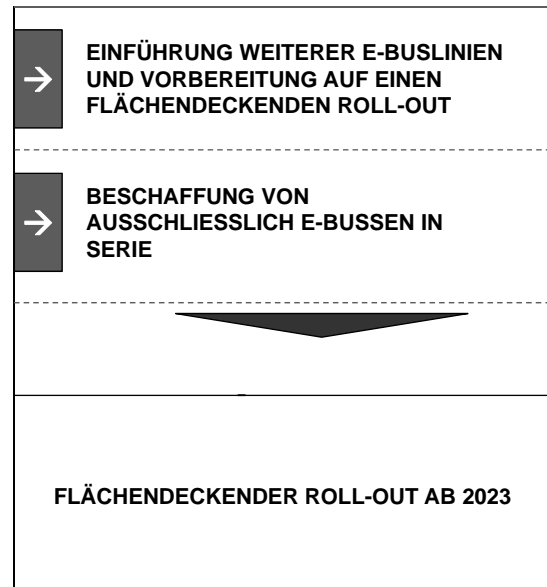 EINFÜHRUNG WEITERER E-BUSLINIEN
UND VORBEREITUNG AUF EINEN
FLÄCHENDECKENDEN ROLL-OUT
BESCHAFFUNG VON
AUSSCHLIESSLICH E-BUSSEN IN
SERIE
FLÄCHENDECKENDER ROLL-OUT AB 2023